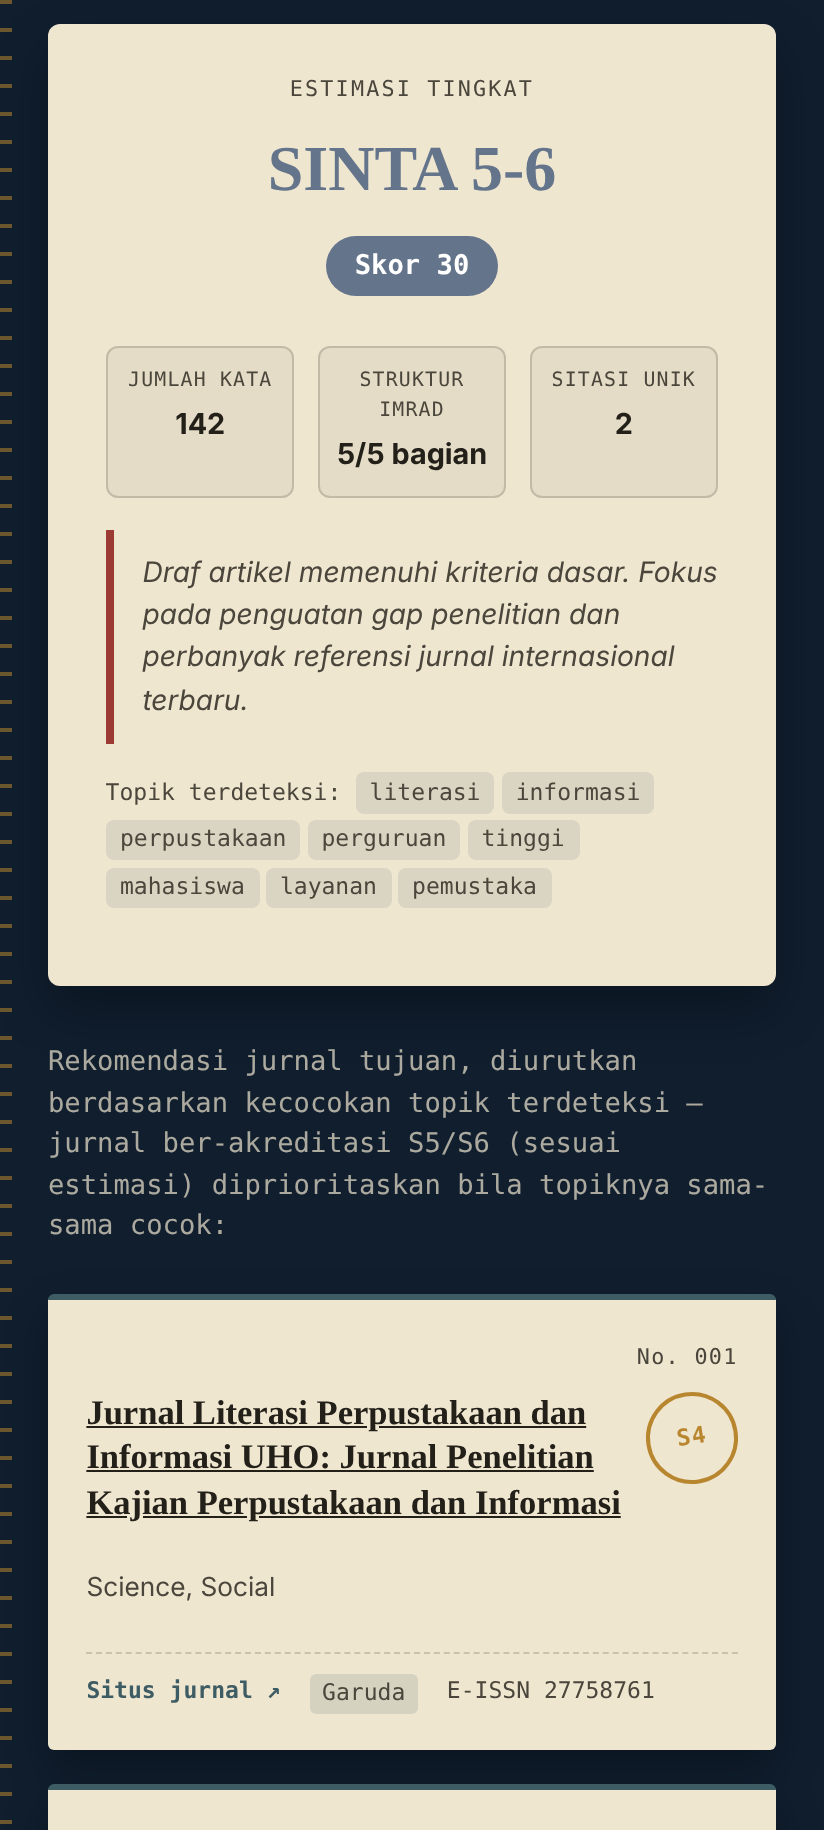 ESTIMASI TINGKAT
SINTA 5-6
Skor 30
JUMLAH KATA
142
STRUKTUR
IMRAD
5/5 bagian
SITASI UNIK
2
Draf artikel memenuhi kriteria dasar. Fokus
pada penguatan gap penelitian dan
perbanyak referensi jurnal internasional
terbaru.
Topik terdeteksi: literasi informasi
perpustakaan perguruan tinggi
mahasiswa layanan pemustaka
Rekomendasi jurnal tujuan, diurutkan
berdasarkan kecocokan topik terdeteksi —
jurnal ber-akreditasi S5/S6 (sesuai
estimasi) diprioritaskan bila topiknya sama-
sama cocok:
No. 001
Jurnal Literasi Perpustakaan dan
Informasi UHO: Jurnal Penelitian
Kajian Perpustakaan dan Informasi
S4
Science, Social
Situs jurnal ↗ Garuda E-ISSN 27758761